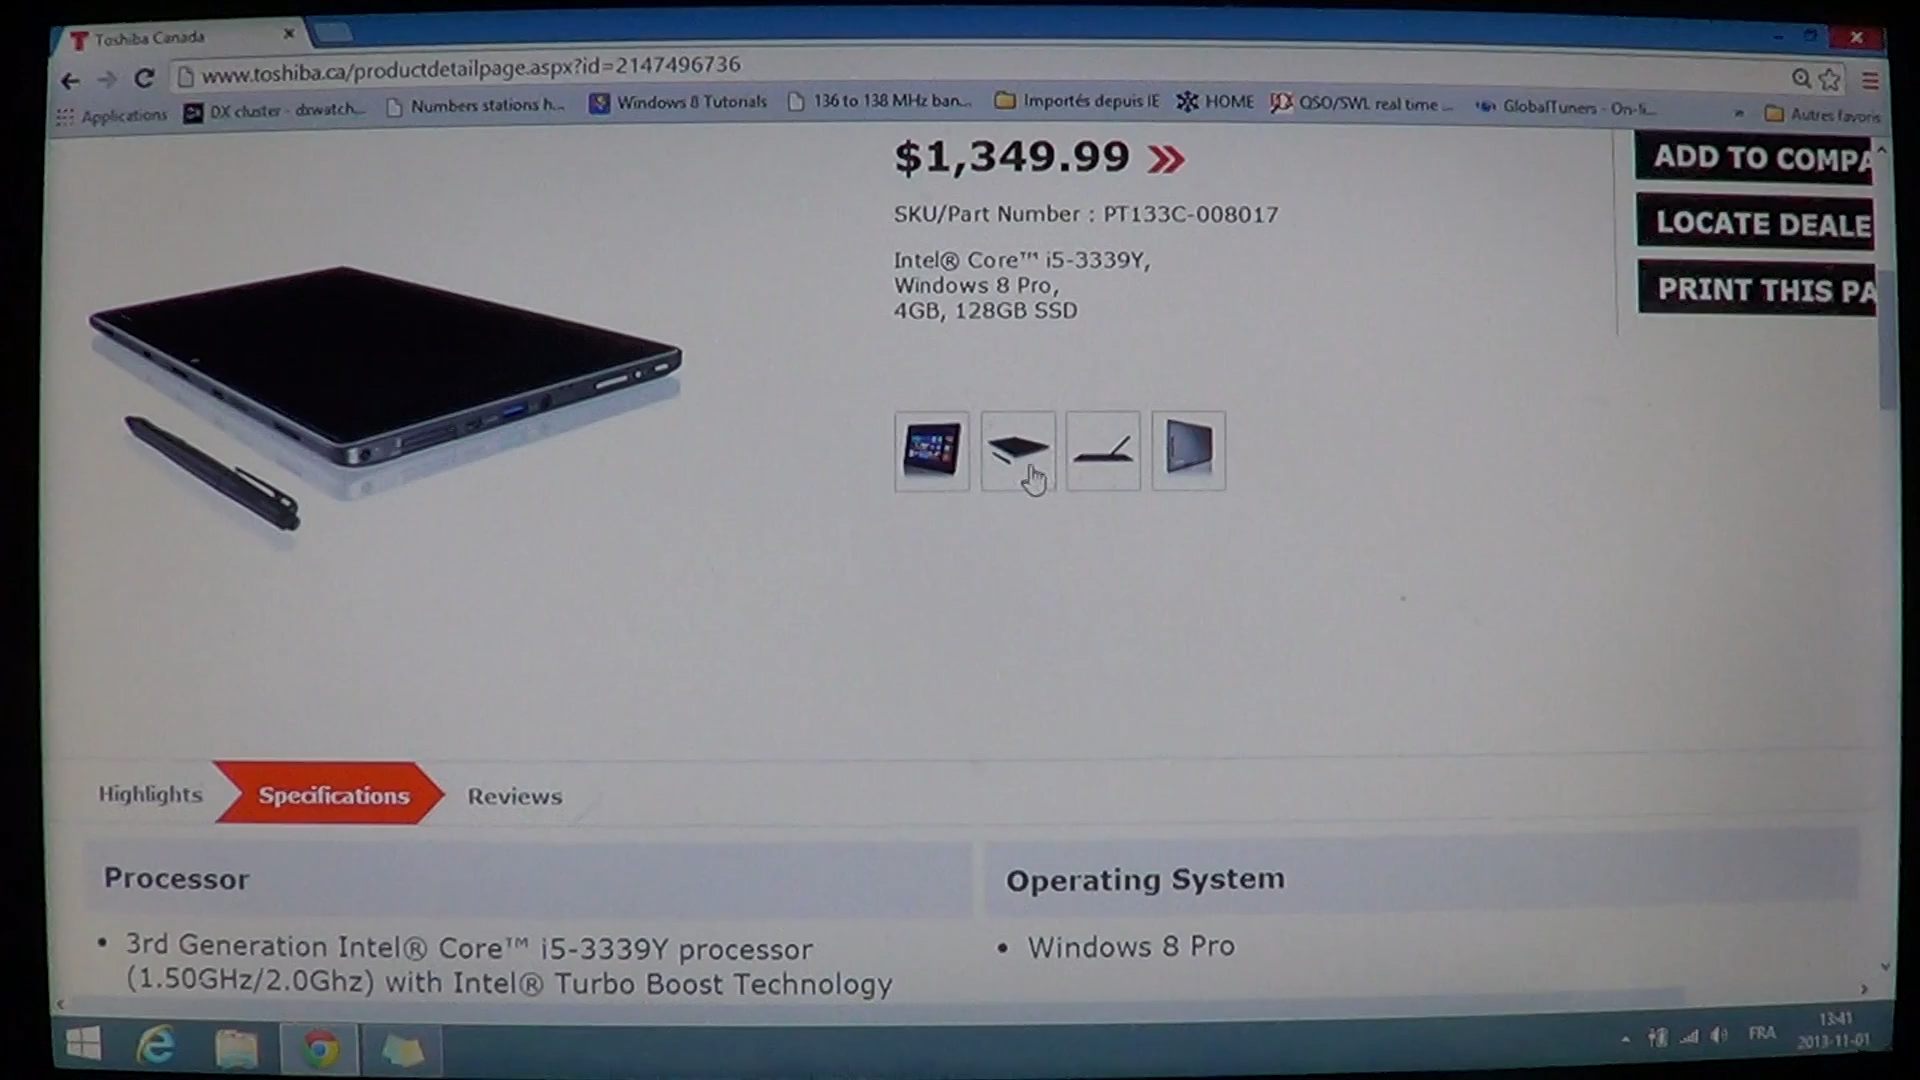 Toshiba Canada
www.toshiba.ca/productdetailpage.aspx?id=2147496736
Applications DX cluster - dxwatch... Numbers stations h... Windows 8 Tutorials 136 to 138 MHz ban... Importés depuis IE HOME QSO/SWL real time ... GlobalTuners - On-li... » Autres favoris
$1,349.99
SKU/Part Number : PT133C-008017
Intel® Core™ i5-3339Y,
Windows 8 Pro,
4GB, 128GB SSD
ADD TO COMPA
LOCATE DEALE
PRINT THIS PA
Highlights Specifications Reviews
Processor
• 3rd Generation Intel® Core™ i5-3339Y processor
(1.50GHz/2.0Ghz) with Intel® Turbo Boost Technology
Operating System
• Windows 8 Pro
FRA
13:41
2013-11-01